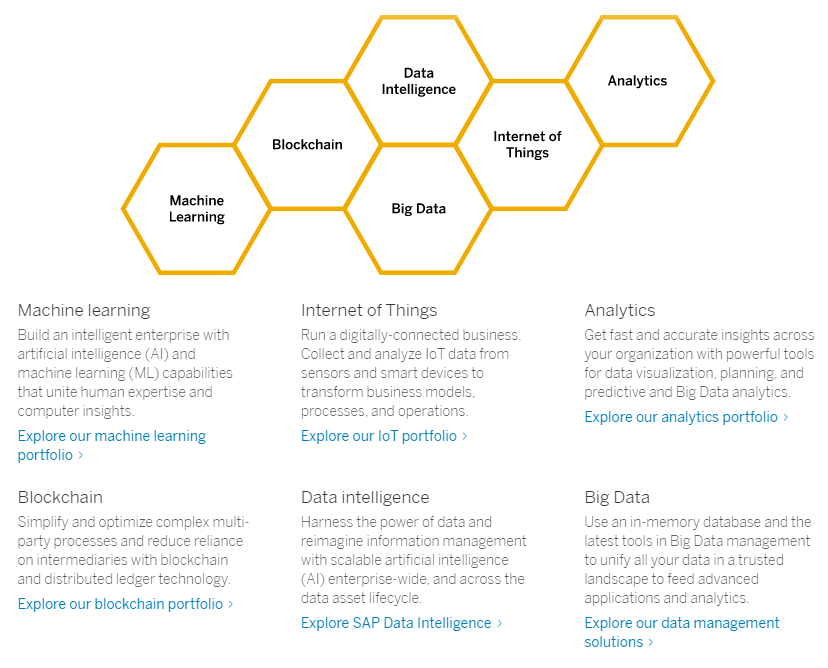 Data
Intelligence
Analytics
Blockchain
Internet of
Things
Machine
Learning
Big Data
Machine learning
Build an intelligent enterprise with
artificial intelligence (AI) and
machine learning (ML) capabilities
that unite human expertise and
computer insights.
Explore our machine learning
portfolio >
Internet of Things
Run a digitally-connected business.
Collect and analyze IoT data from
sensors and smart devices to
transform business models,
processes, and operations.
Explore our IoT portfolio >
Analytics
Get fast and accurate insights across
your organization with powerful tools
for data visualization, planning, and
predictive and Big Data analytics.
Explore our analytics portfolio >
Blockchain
Simplify and optimize complex multi-
party processes and reduce reliance
on intermediaries with blockchain
and distributed ledger technology.
Explore our blockchain portfolio >
Data intelligence
Harness the power of data and
reimagine information management
with scalable artificial intelligence
(AI) enterprise-wide, and across the
data asset lifecycle.
Explore SAP Data Intelligence >
Big Data
Use an in-memory database and the
latest tools in Big Data management
to unify all your data in a trusted
landscape to feed advanced
applications and analytics.
Explore our data management
solutions >